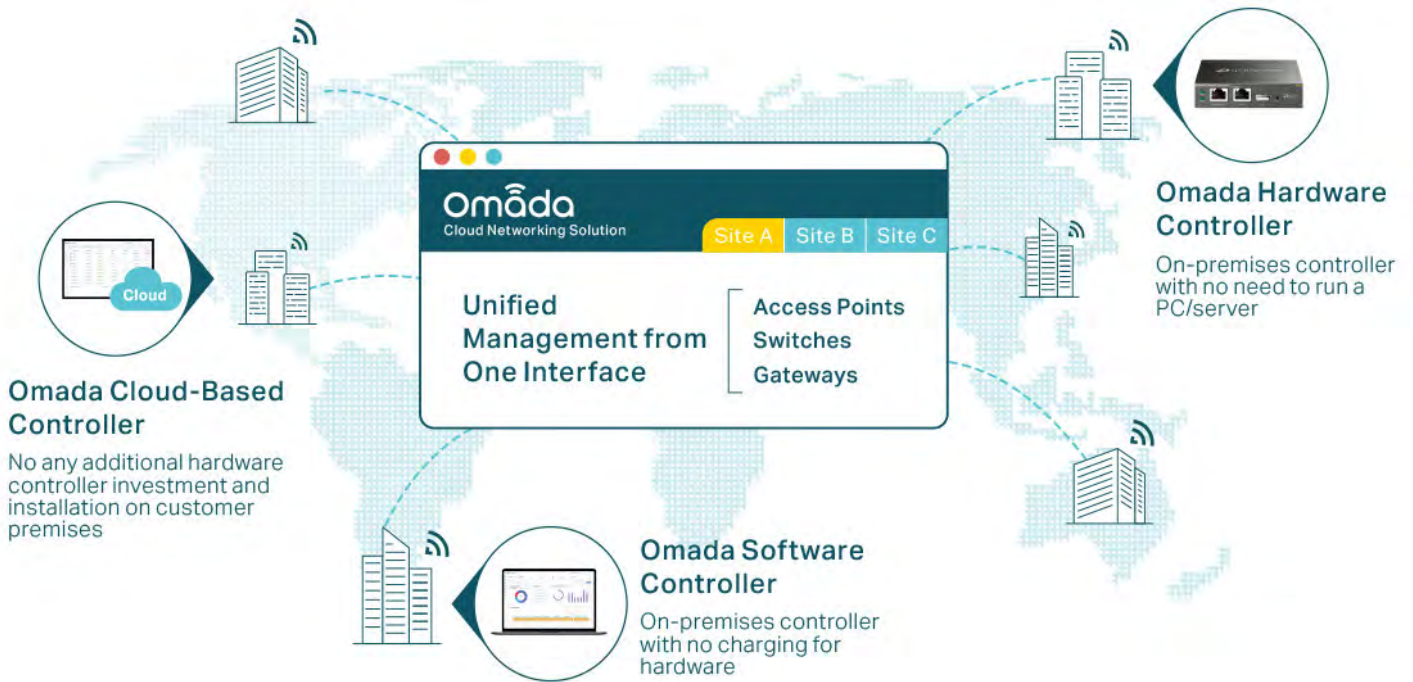 Omada
Cloud Networking Solution
Site A
Site B
Site C
Unified
Management from
One Interface
Access Points
Switches
Gateways
Omada Hardware
Controller
On-premises controller
with no need to run a
PC/server
Cloud
Omada Cloud-Based
Controller
No any additional hardware
controller investment and
installation on customer
premises
Omada Software
Controller
On-premises controller
with no charging for
hardware